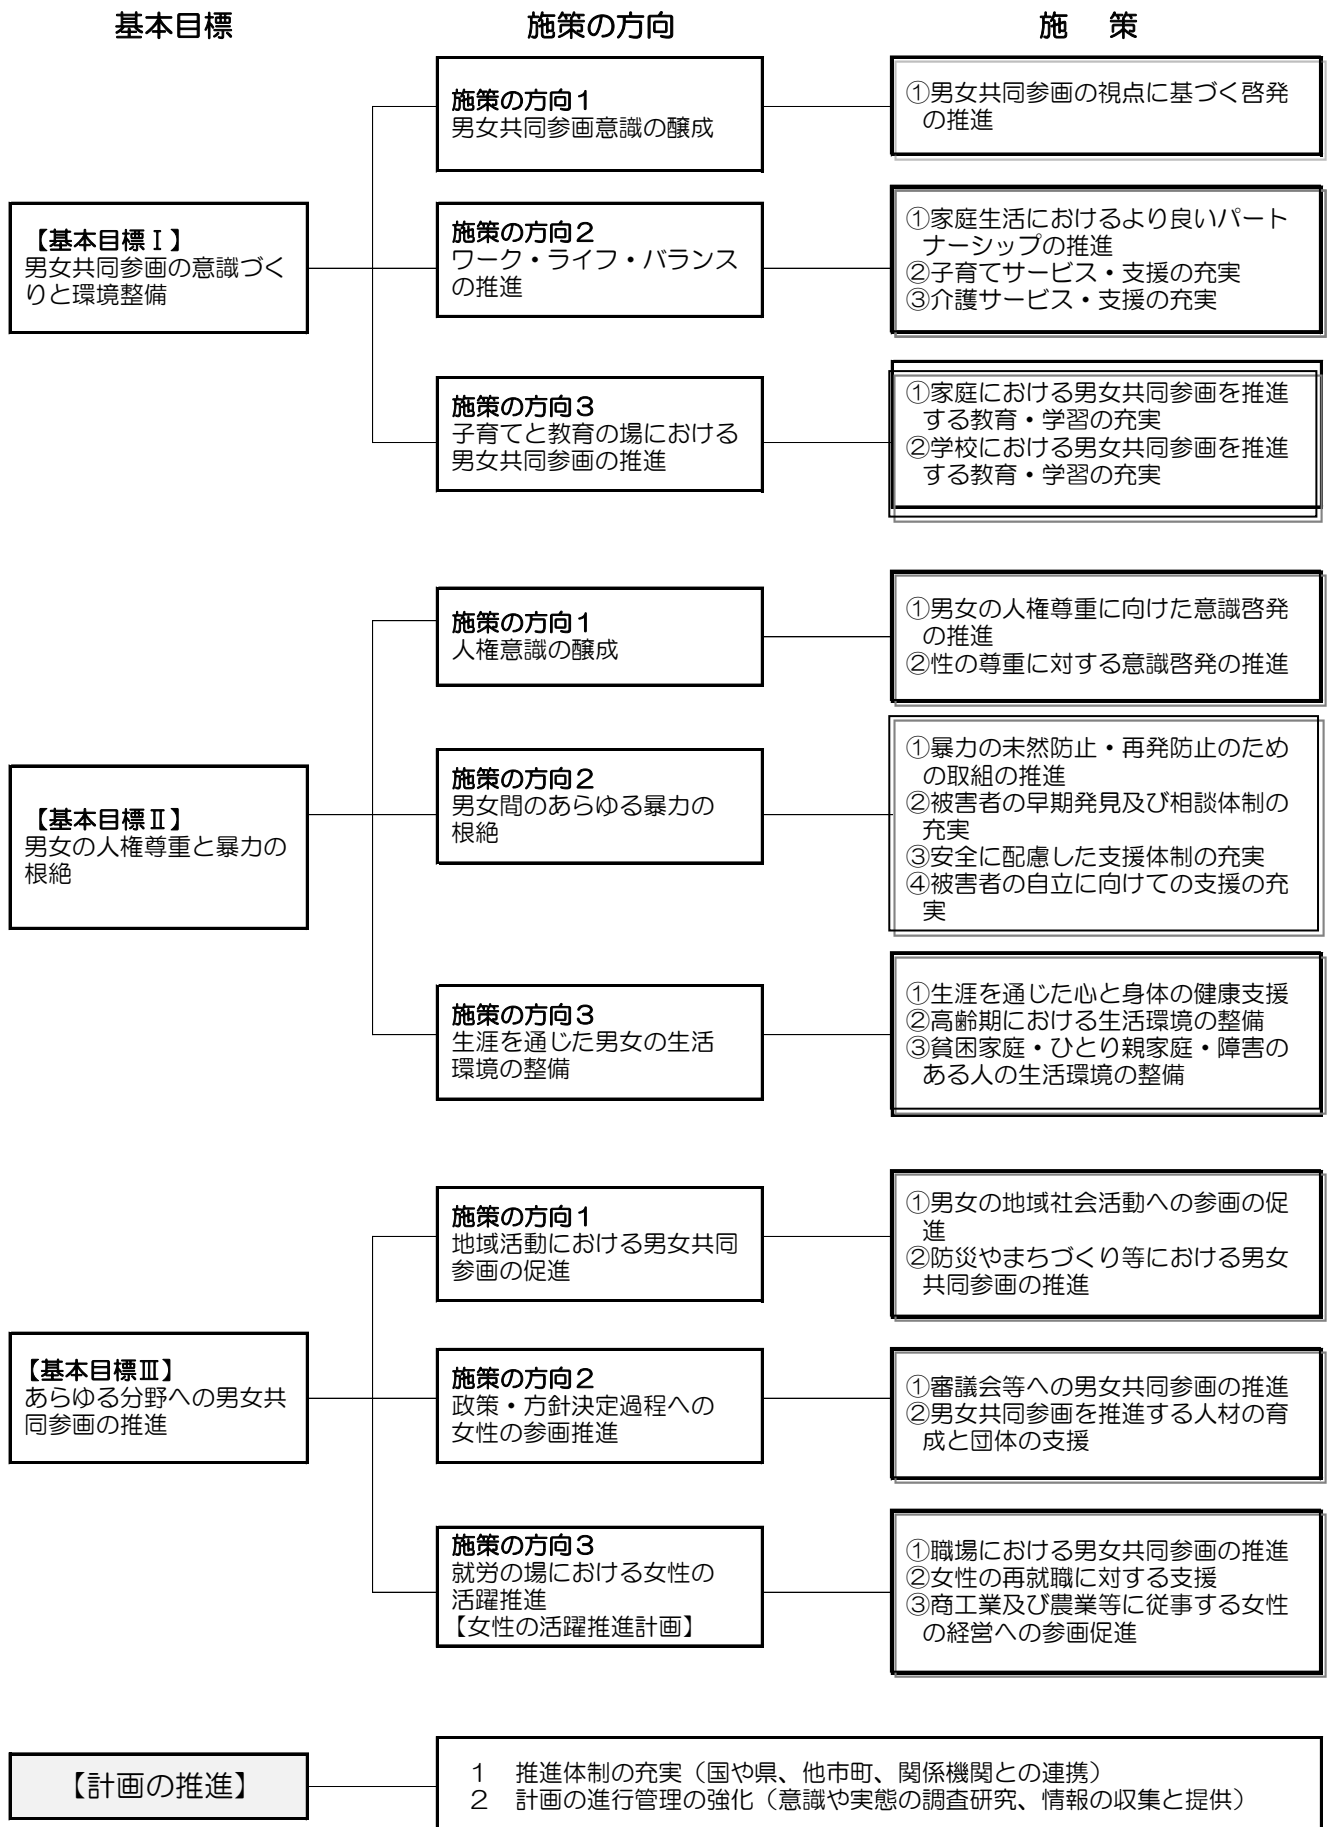 基本目標
施策の方向
施　策
施策の方向１
男女共同参画意識の醸成
①男女共同参画の視点に基づく啓発
の推進
【基本目標Ⅰ】
男女共同参画の意識づく
りと環境整備
施策の方向２
ワーク・ライフ・バランス
の推進
①家庭生活におけるより良いパート
ナーシップの推進
②子育てサービス・支援の充実
③介護サービス・支援の充実
施策の方向３
子育てと教育の場における
男女共同参画の推進
①家庭における男女共同参画を推進
する教育・学習の充実
②学校における男女共同参画を推進
する教育・学習の充実
施策の方向１
人権意識の醸成
①男女の人権尊重に向けた意識啓発
の推進
②性の尊重に対する意識啓発の推進
【基本目標Ⅱ】
男女の人権尊重と暴力の
根絶
施策の方向２
男女間のあらゆる暴力の
根絶
①暴力の未然防止・再発防止のため
の取組の推進
②被害者の早期発見及び相談体制の
充実
③安全に配慮した支援体制の充実
④被害者の自立に向けての支援の充
実
施策の方向３
生涯を通じた男女の生活
環境の整備
①生涯を通じた心と身体の健康支援
②高齢期における生活環境の整備
③貧困家庭・ひとり親家庭・障害の
ある人の生活環境の整備
施策の方向１
地域活動における男女共同
参画の促進
①男女の地域社会活動への参画の促
進
②防災やまちづくり等における男女
共同参画の推進
【基本目標Ⅲ】
あらゆる分野への男女共
同参画の推進
施策の方向２
政策・方針決定過程への
女性の参画推進
①審議会等への男女共同参画の推進
②男女共同参画を推進する人材の育
成と団体の支援
施策の方向３
就労の場における女性の
活躍推進
【女性の活躍推進計画】
①職場における男女共同参画の推進
②女性の再就職に対する支援
③商工業及び農業等に従事する女性
の経営への参画促進
【計画の推進】
１　推進体制の充実（国や県、他市町、関係機関との連携）
２　計画の進行管理の強化（意識や実態の調査研究、情報の収集と提供）